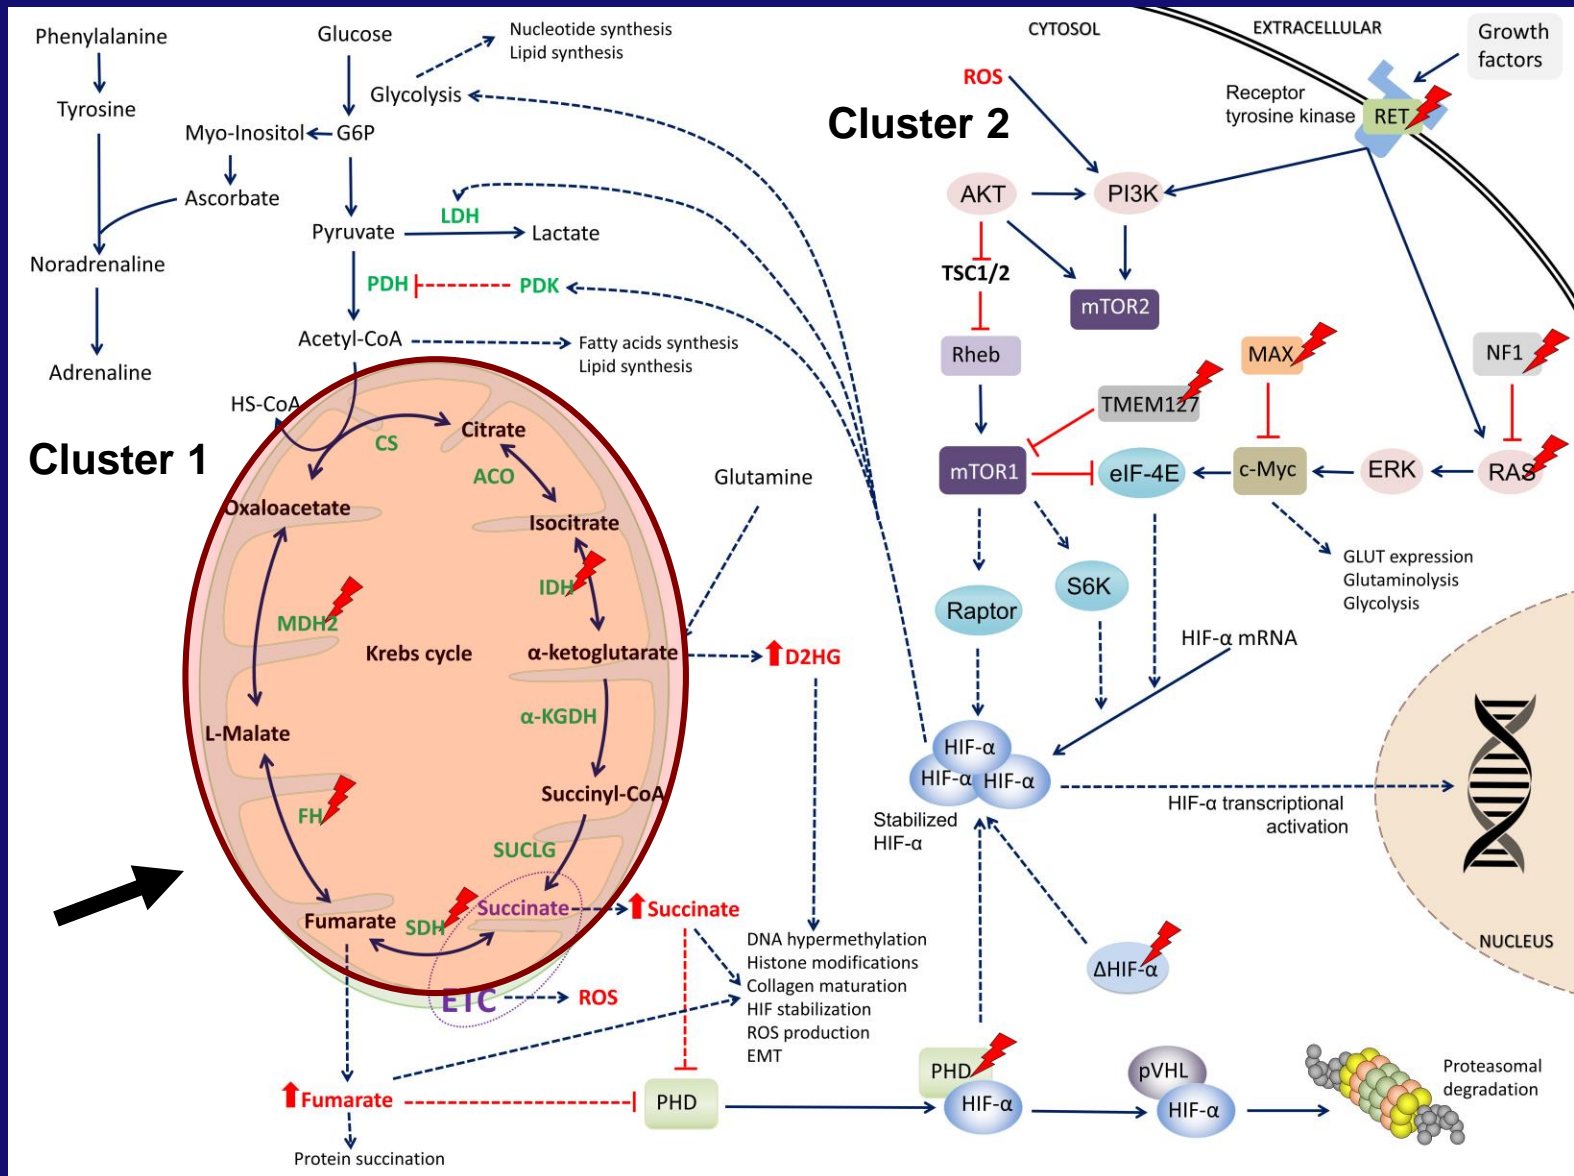 Phenylalanine
Tyrosine
Noradrenaline
Adrenaline
Glucose
Glycolysis
Nucleotide synthesis
Lipid synthesis
Myo-Inositol
G6P
Ascorbate
LDH
Pyruvate
Lactate
PDH
PDK
Acetyl-CoA
Fatty acids synthesis
Lipid synthesis
HS-CoA
Cluster 1
CS
Citrate
ACO
Oxaloacetate
Isocitrate
IDH
MDH2
Krebs cycle
α-ketoglutarate
L-Malate
α-KGDH
Succinyl-CoA
FH
SUCLG
Fumarate
SDH
Succinate
ETC
ROS
Glutamine
D2HG
Succinate
DNA hypermethylation
Histone modifications
Collagen maturation
HIF stabilization
ROS production
EMT
Fumarate
Protein succination
PHD
CYTOSOL
EXTRACELLULAR
Growth
factors
ROS
Receptor
tyrosine kinase
RET
Cluster 2
AKT
PI3K
TSC1/2
mTOR2
Rheb
MAX
NF1
TMEM127
mTOR1
eIF-4E
c-Myc
ERK
RAS
GLUT expression
Glutaminolysis
Glycolysis
Raptor
S6K
HIF-α mRNA
HIF-α
HIF-α
HIF-α
Stabilized
HIF-α
HIF-α transcriptional
activation
NUCLEUS
ΔHIF-α
PHD
HIF-α
pVHL
HIF-α
Proteasomal
degradation